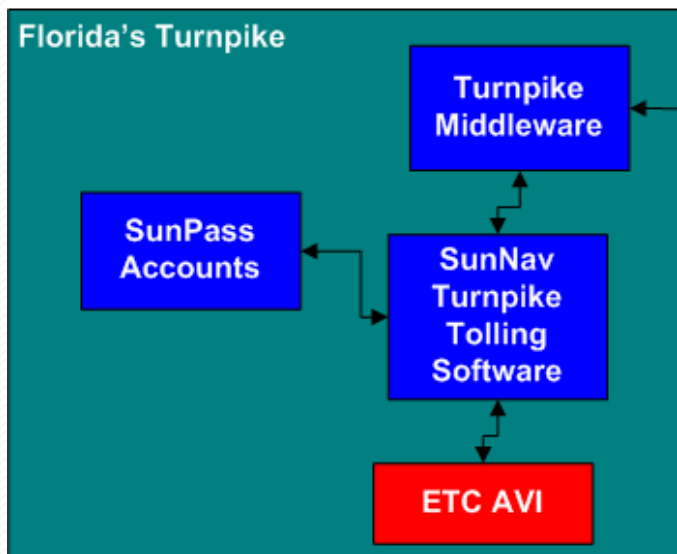 Florida's Turnpike
Turnpike
Middleware
SunPass
Accounts
SunNav
Turnpike
Tolling
Software
ETC AVI